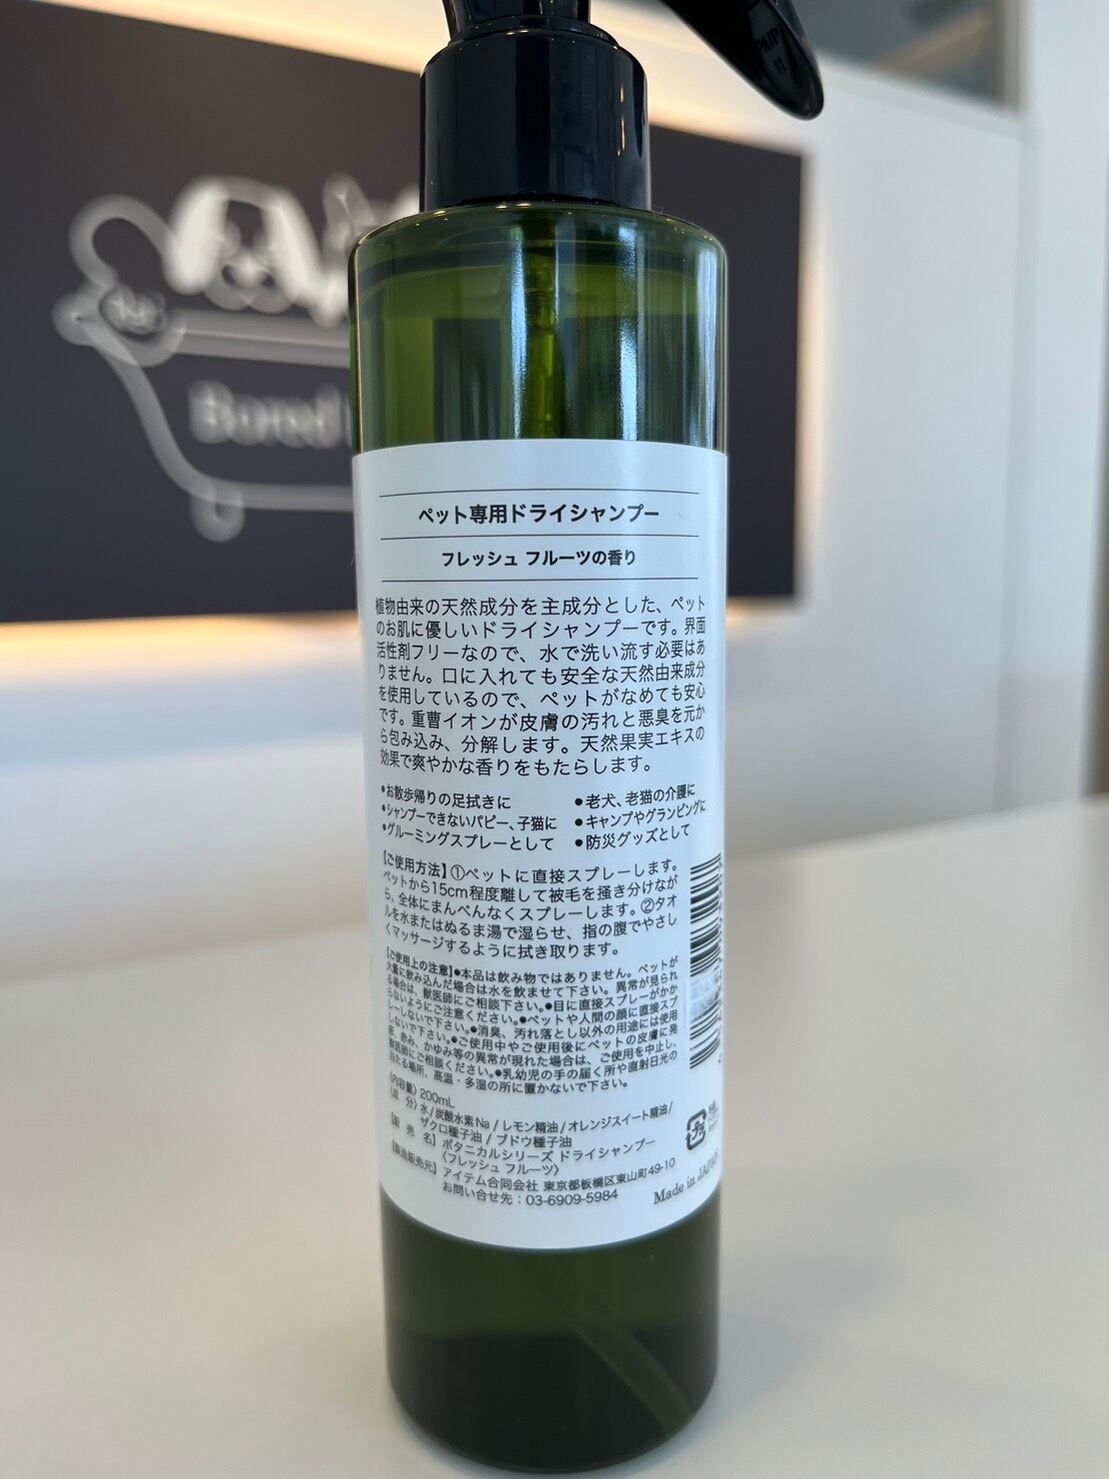 Bored
ペット専用ドライシャンプー
フレッシュ フルーツの香り
植物由来の天然成分を主成分とした、ペット
のお肌に優しいドライシャンプーです。界面
活性剤フリーなので、水で洗い流す必要はあ
りません。口に入れても安全な天然由来成分
を使用しているので、ペットがなめても安心
です。重曹イオンが皮膚の汚れと悪臭を元か
ら包み込み、分解します。天然果実エキスの
効果で爽やかな香りをもたらします。
●お散歩帰りの足拭きに ●老犬、老猫の介護に
●シャンプーできないパピー、子猫に ●キャンプやグランピングに
●グルーミングスプレーとして ●防災グッズとして
【ご使用方法】①ペットに直接スプレーします。
ペットから15cm程度離して被毛を掻き分けなが
ら、全体にまんべんなくスプレーします。②タオ
ルを水またはぬるま湯で湿らせ、指の腹でやさし
くマッサージするように拭き取ります。
【ご使用上の注意】●本品は飲み物ではありません。ペットが
大量に飲み込んだ場合は水を飲ませて下さい。異常が見られ
る場合は、獣医師にご相談下さい。●目に直接スプレーがかか
らないようにご注意ください。●ペットや人間の顔に直接スプ
レーしないで下さい。●消臭、汚れ落とし以外の用途には使用
しないで下さい。●ご使用中やご使用後にペットの皮膚に発
疹、赤み、かゆみ等の異常が現れた場合は、ご使用を中止し、
獣医師にご相談ください。●乳幼児の手の届く所や直射日光の
当たる場所、高温・多湿の所に置かないで下さい。
〈内容量〉200mL
〈成 分〉水/炭酸水素Na/レモン精油/オレンジスイート精油/
ザクロ種子油/ブドウ種子油
【販 売 名】ボタニカルシリーズ ドライシャンプー
〈フレッシュ フルーツ〉
【製造販売元】アイテム合同会社 東京都板橋区東山町49-10
お問い合せ先：03-6909-5984
プラ
Made in JAPAN